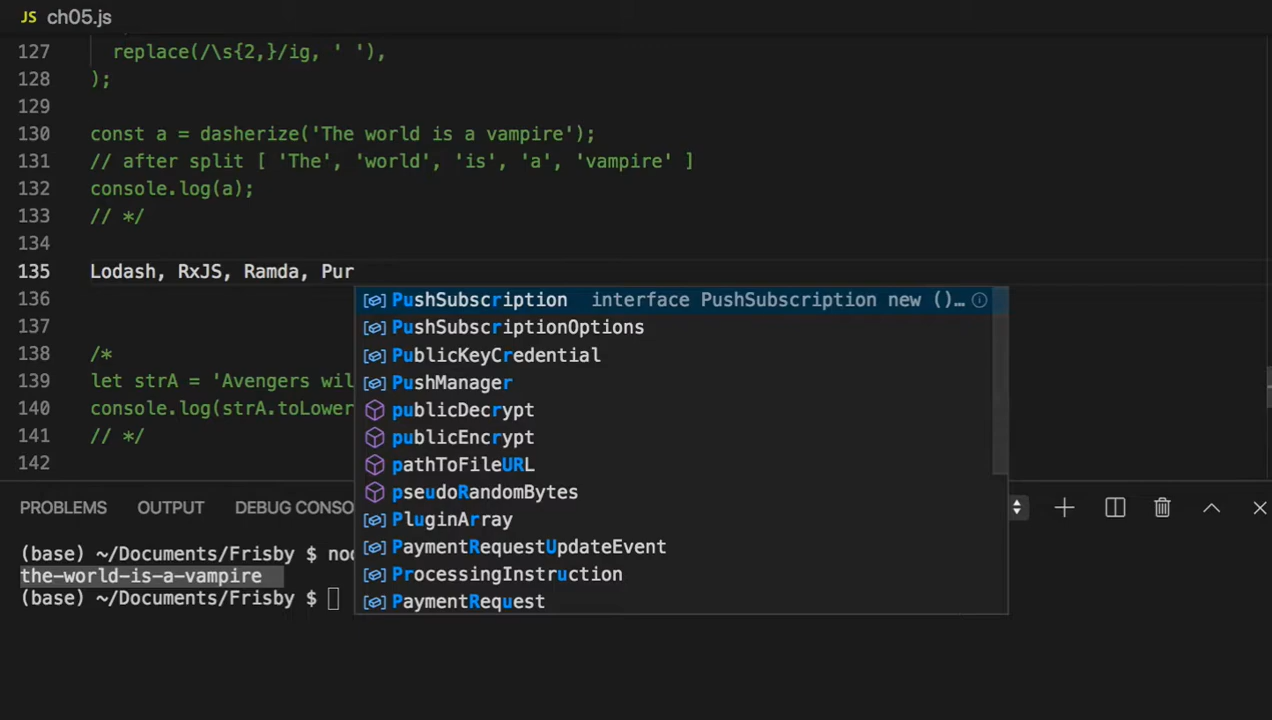 JS ch05.js
127 replace(/\s{2,}/ig, ' '),
128 );
129
130 const a = dasherize('The world is a vampire');
131 // after split [ 'The', 'world', 'is', 'a', 'vampire' ]
132 console.log(a);
133 // */
134
135 Lodash, RxJS, Ramda, Pur
136
PushSubscription interface PushSubscription new ()…
137
PushSubscriptionOptions
138 /*
PublicKeyCredential
139 let strA = 'Avengers wil
PushManager
140 console.log(strA.toLower
publicDecrypt
141 // */
publicEncrypt
142
pathToFileURL
pseudoRandomBytes
PluginArray
PaymentRequestUpdateEvent
ProcessingInstruction
PaymentRequest
PROBLEMS OUTPUT DEBUG CONSO
(base) ~/Documents/Frisby $ nod
the-world-is-a-vampire
(base) ~/Documents/Frisby $